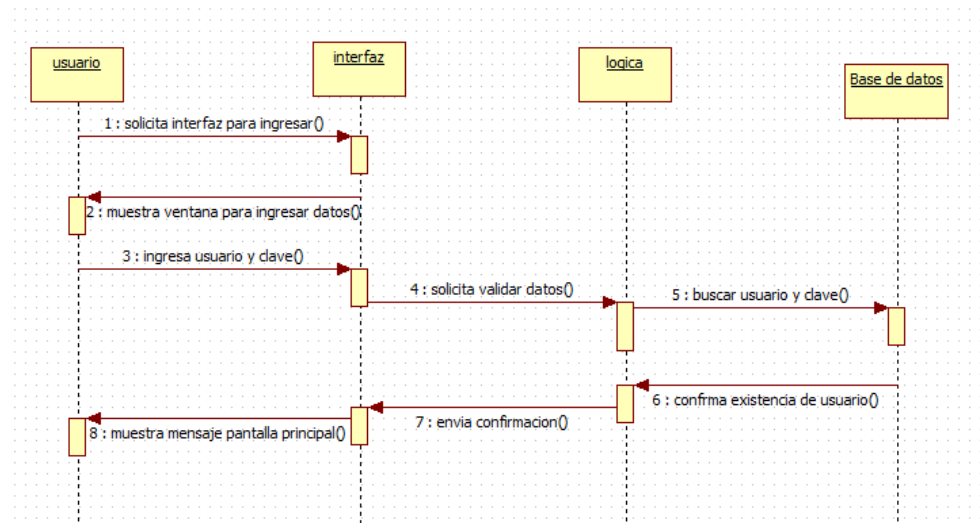 usuario
interfaz
logica
Base de datos
1 : solicita interfaz para ingresar()
2 : muestra ventana para ingresar datos()
3 : ingresa usuario y clave()
4 : solicita validar datos()
5 : buscar usuario y clave()
6 : confrma existencia de usuario()
7 : envia confirmacion()
8 : muestra mensaje pantalla principal()